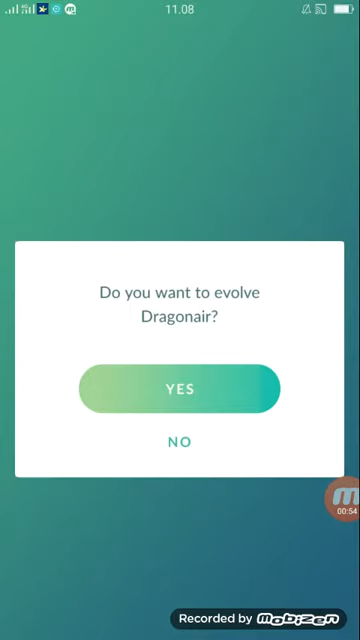 11.08
Do you want to evolve
Dragonair?
YES
NO
00:54
Recorded by Mobizen